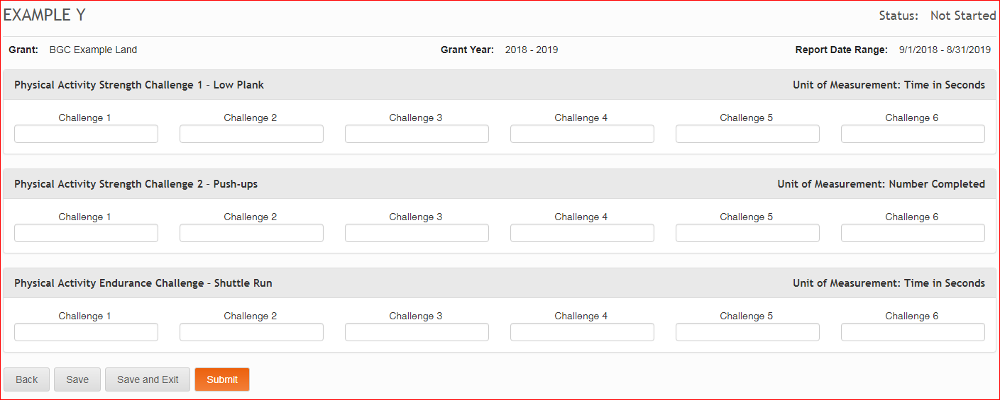 EXAMPLE Y Status: Not Started
Grant: BGC Example Land Grant Year: 2018 - 2019 Report Date Range: 9/1/2018 - 8/31/2019
Physical Activity Strength Challenge 1 - Low Plank Unit of Measurement: Time in Seconds
Challenge 1 Challenge 2 Challenge 3 Challenge 4 Challenge 5 Challenge 6
Physical Activity Strength Challenge 2 - Push-ups Unit of Measurement: Number Completed
Challenge 1 Challenge 2 Challenge 3 Challenge 4 Challenge 5 Challenge 6
Physical Activity Endurance Challenge - Shuttle Run Unit of Measurement: Time in Seconds
Challenge 1 Challenge 2 Challenge 3 Challenge 4 Challenge 5 Challenge 6
Back Save Save and Exit Submit